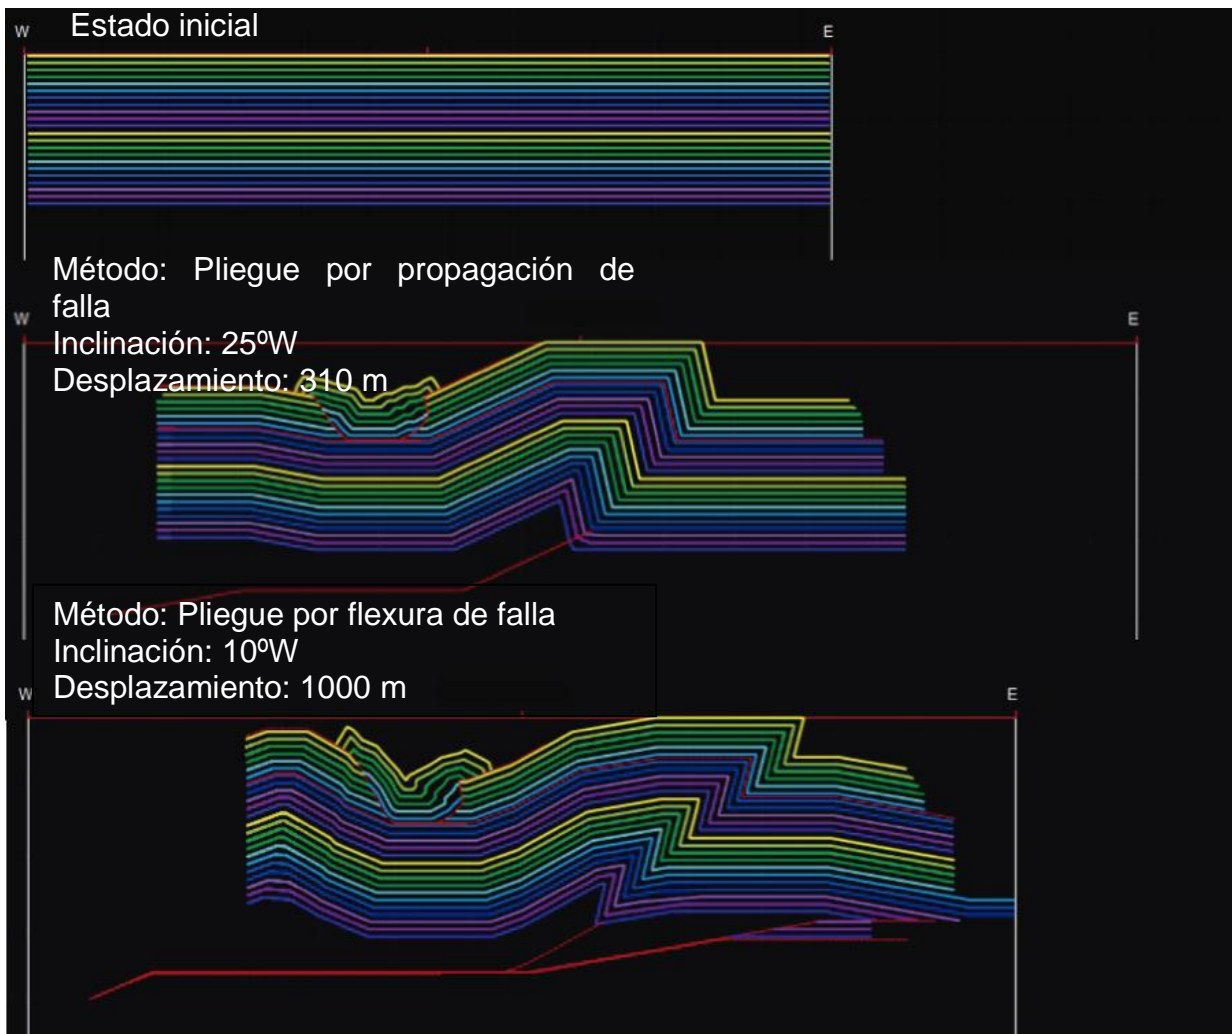 Estado inicial
W E
Método: Pliegue por propagación de
falla
W E
Inclinación: 25ºW
Desplazamiento: 310 m
Método: Pliegue por flexura de falla
Inclinación: 10ºW
Desplazamiento: 1000 m
W E